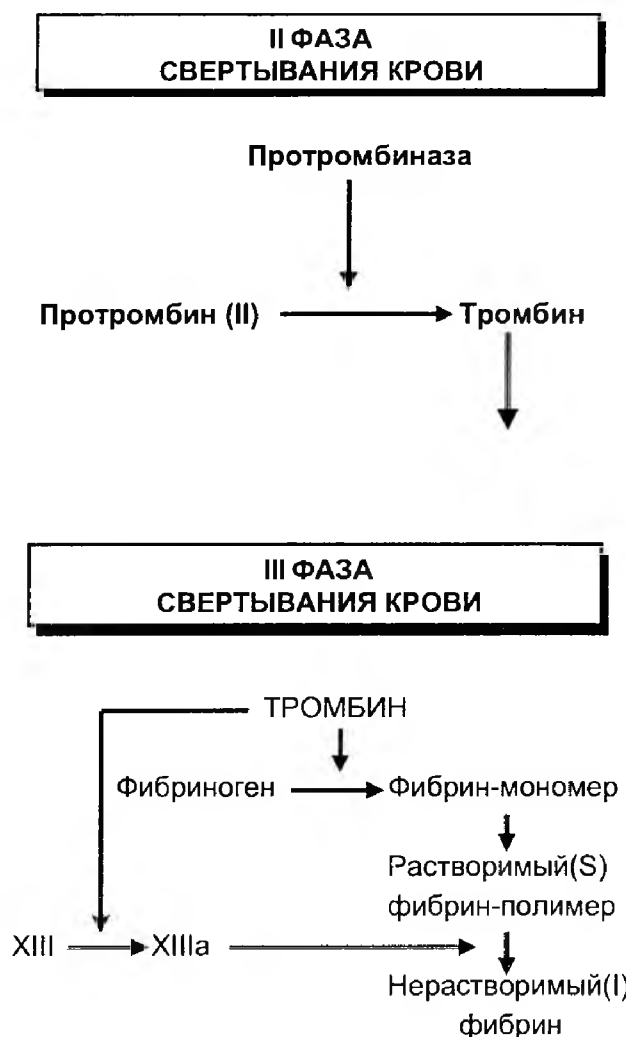 II ФАЗА
СВЕРТЫВАНИЯ КРОВИ
Протромбиназа
Протромбин (II)
Тромбин
III ФАЗА
СВЕРТЫВАНИЯ КРОВИ
ТРОМБИН
Фибриноген
Фибрин-мономер
Растворимый(S)
фибрин-полимер
XIII
XIIIa
Нерастворимый(I)
фибрин